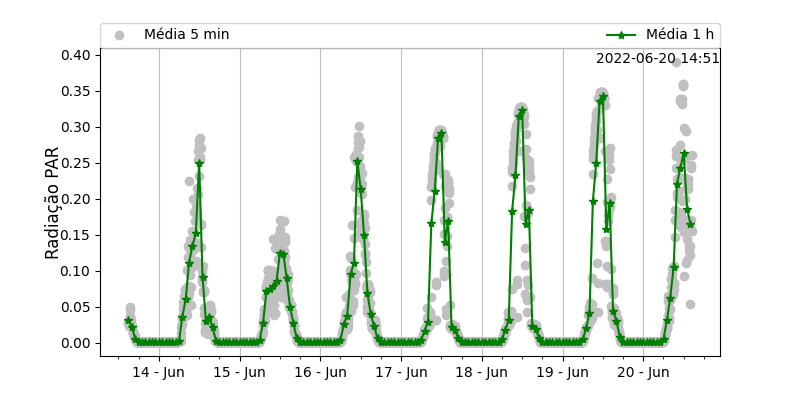 Média 5 min
Média 1 h
2022-06-20 14:51
Radiação PAR
0.40
0.35
0.30
0.25
0.20
0.15
0.10
0.05
0.00
14 - Jun
15 - Jun
16 - Jun
17 - Jun
18 - Jun
19 - Jun
20 - Jun